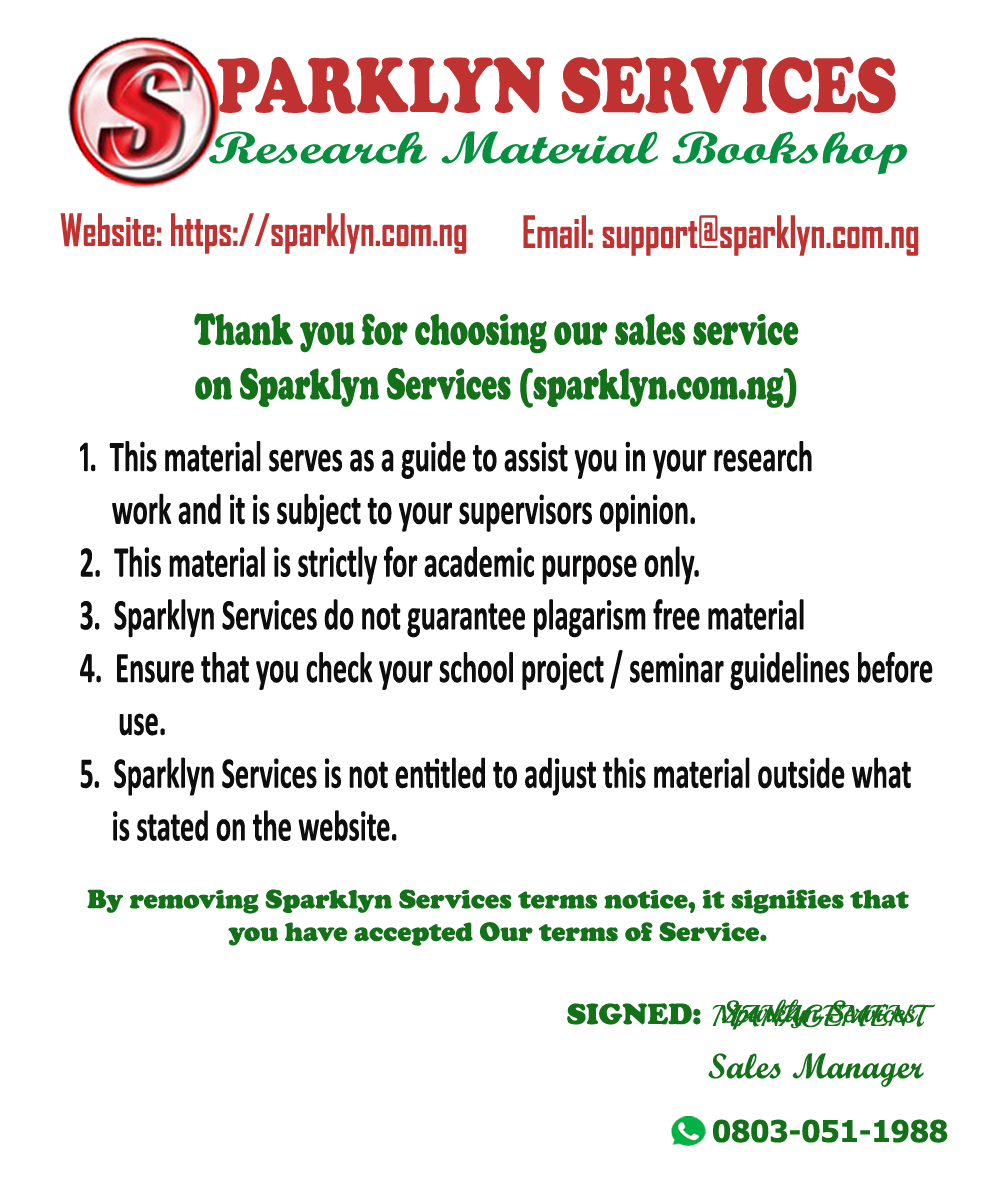 SPARKLYN SERVICES
Research Material Bookshop
Website: https://sparklyn.com.ng Email: support@sparklyn.com.ng
Thank you for choosing our sales service
on Sparklyn Services (sparklyn.com.ng)
1. This material serves as a guide to assist you in your research
work and it is subject to your supervisors opinion.
2. This material is strictly for academic purpose only.
3. Sparklyn Services do not guarantee plagarism free material
4. Ensure that you check your school project / seminar guidelines before
use.
5. Sparklyn Services is not entitled to adjust this material outside what
is stated on the website.
By removing Sparklyn Services terms notice, it signifies that
you have accepted Our terms of Service.
SIGNED: Sparklyn Services
MANAGEMENT
Sales Manager
0803-051-1988